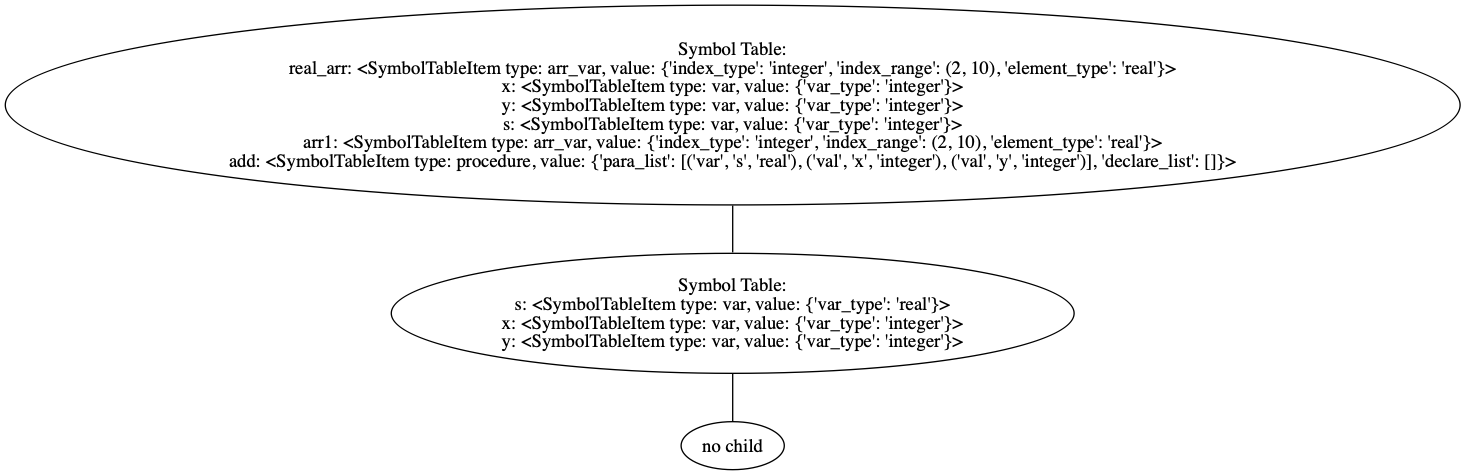 Symbol Table:
real_arr: <SymbolTableItem type: arr_var, value: {'index_type': 'integer', 'index_range': (2, 10), 'element_type': 'real'}>
x: <SymbolTableItem type: var, value: {'var_type': 'integer'}>
y: <SymbolTableItem type: var, value: {'var_type': 'integer'}>
s: <SymbolTableItem type: var, value: {'var_type': 'integer'}>
arr1: <SymbolTableItem type: arr_var, value: {'index_type': 'integer', 'index_range': (2, 10), 'element_type': 'real'}>
add: <SymbolTableItem type: procedure, value: {'para_list': [('var', 's', 'real'), ('val', 'x', 'integer'), ('val', 'y', 'integer')], 'declare_list': []}>
Symbol Table:
s: <SymbolTableItem type: var, value: {'var_type': 'real'}>
x: <SymbolTableItem type: var, value: {'var_type': 'integer'}>
y: <SymbolTableItem type: var, value: {'var_type': 'integer'}>
no child